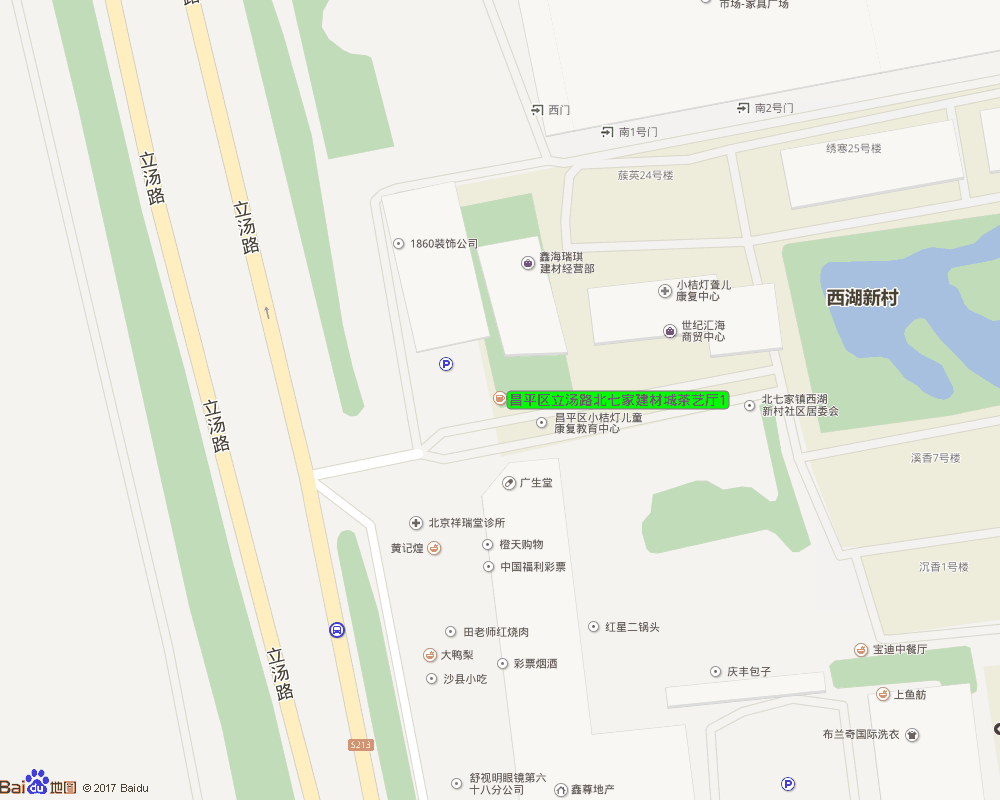 路
市场-家具广场
西门
南2号门
南1号门
绣塞25号楼
立汤路
蔟英24号楼
立汤路
1860装饰公司
鑫海瑞琪
建材经营部
小桔灯聋儿
康复中心
西湖新村
世纪汇海
商贸中心
昌平区立汤路北七家建材城茶艺厅1
北七家镇西湖
新村社区居委会
昌平区小桔灯儿童
康复教育中心
立汤路
溪香7号楼
广生堂
北京祥瑞堂诊所
黄记煌
橙天购物
中国福利彩票
沉香1号楼
田老师红烧肉
红星二锅头
大鸭梨
彩票烟酒
宝迪中餐厅
立汤路
沙县小吃
庆丰包子
上鱼舫
布兰奇国际洗衣
S213
舒视明眼镜第六
十八分公司
鑫尊地产
Bai du 地图 © 2017 Baidu